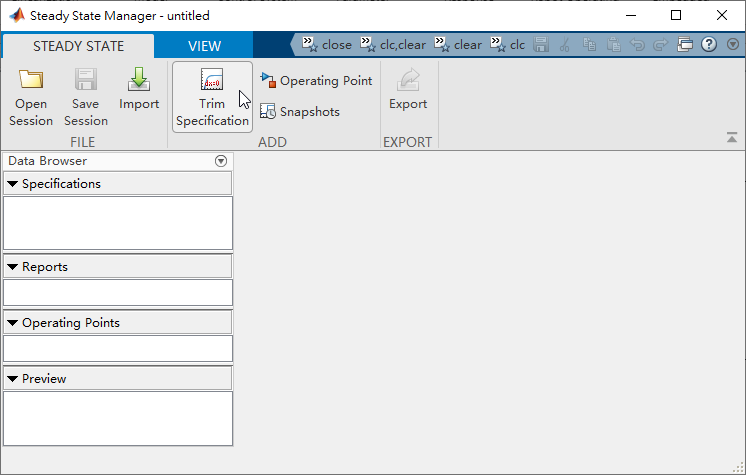 Steady State Manager - untitled
STEADY STATE
VIEW
close
clc,clear
clear
clc
Open Session
Save Session
Import
Trim Specification
Operating Point
Snapshots
Export
FILE
ADD
EXPORT
Data Browser
Specifications
Reports
Operating Points
Preview